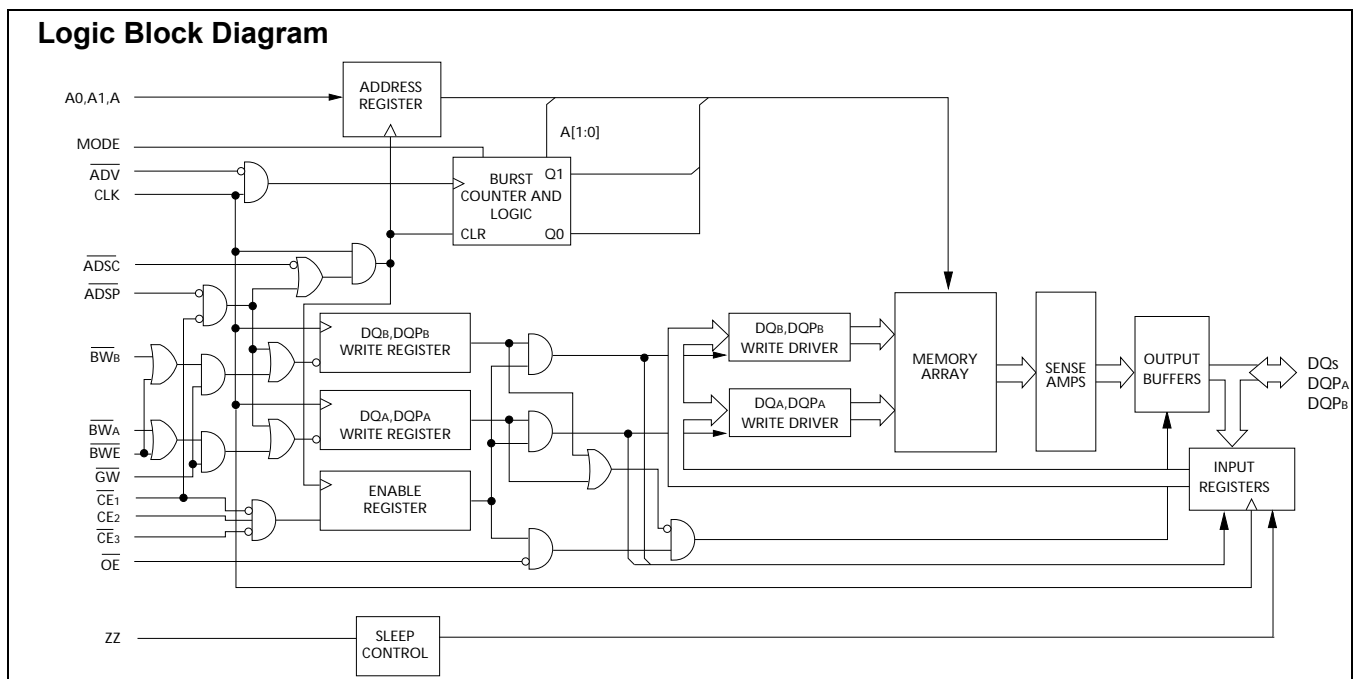 Logic Block Diagram
A0,A1,A
ADDRESS
REGISTER
MODE
A[1:0]
ADV
CLK
BURST
COUNTER AND
LOGIC
Q1
CLR
Q0
ADSC
ADSP
DQB,DQPB
WRITE REGISTER
DQB,DQPB
WRITE DRIVER
MEMORY
ARRAY
SENSE
AMPS
OUTPUT
BUFFERS
DQs
DQPA
DQPB
BWB
DQA,DQPA
WRITE REGISTER
DQA,DQPA
WRITE DRIVER
BWA
BWE
GW
CE1
CE2
CE3
ENABLE
REGISTER
INPUT
REGISTERS
OE
ZZ
SLEEP
CONTROL